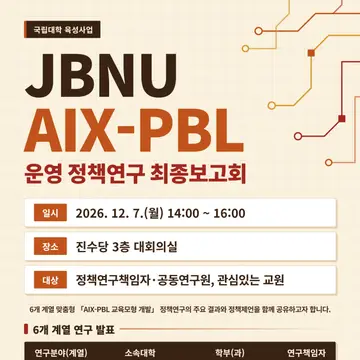 국립대학 육성사업
JBNU
AIX-PBL
운영 정책연구 최종보고회
일시 2026. 12. 7.(월) 14:00 ~ 16:00
장소 진수당 3층 대회의실
대상 정책연구책임자·공동연구원, 관심있는 교원
6개 계열 맞춤형 「AIX-PBL 교육모형 개발」 정책연구의 주요 결과와 정책제언을 함께 공유하고자 합니다.
6개 계열 연구 발표
연구분야(계열) 소속대학 학부(과) 연구책임자